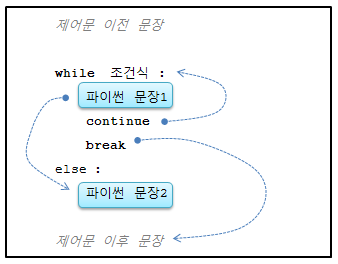 제어문 이전 문장
while 조건식 :
파이썬 문장1
continue
break
else :
파이썬 문장2
제어문 이후 문장